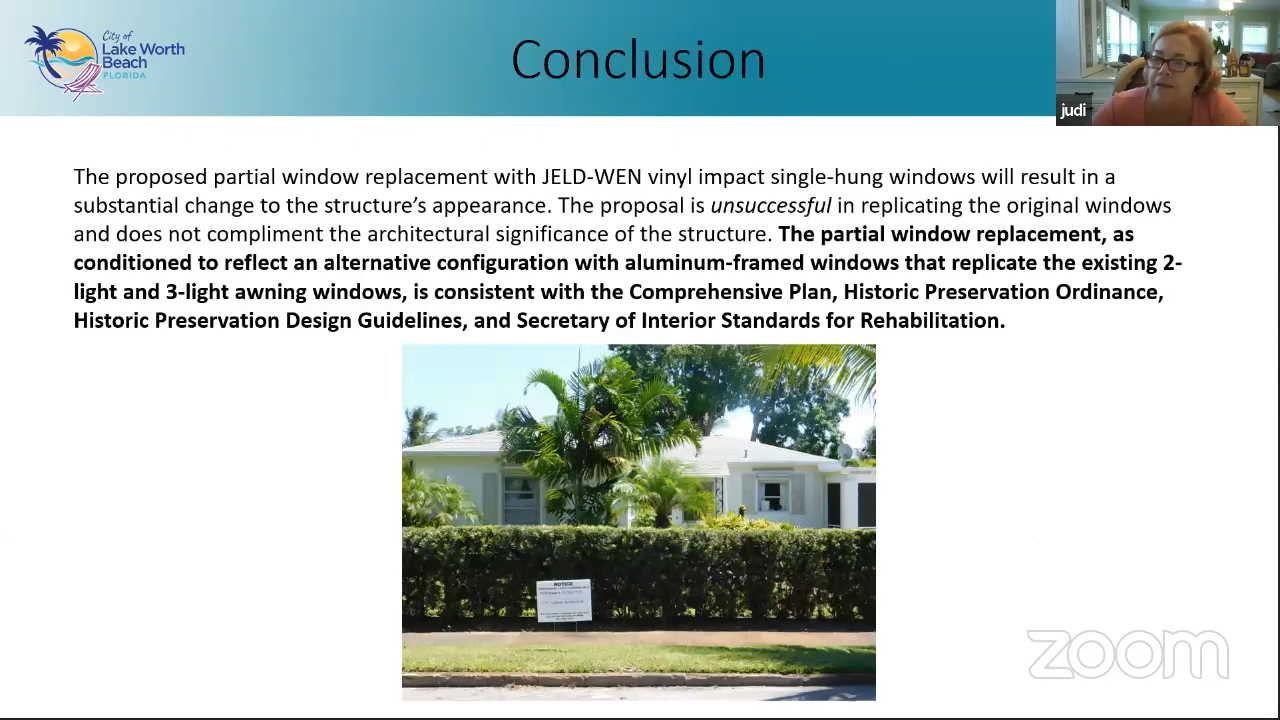 City of
Lake Worth
Beach
FLORIDA
Conclusion
judi
The proposed partial window replacement with JELD-WEN vinyl impact single-hung windows will result in a
substantial change to the structure’s appearance. The proposal is unsuccessful in replicating the original windows
and does not compliment the architectural significance of the structure. The partial window replacement, as
conditioned to reflect an alternative configuration with aluminum-framed windows that replicate the existing 2-
light and 3-light awning windows, is consistent with the Comprehensive Plan, Historic Preservation Ordinance,
Historic Preservation Design Guidelines, and Secretary of Interior Standards for Rehabilitation.
NOTICE
zoom